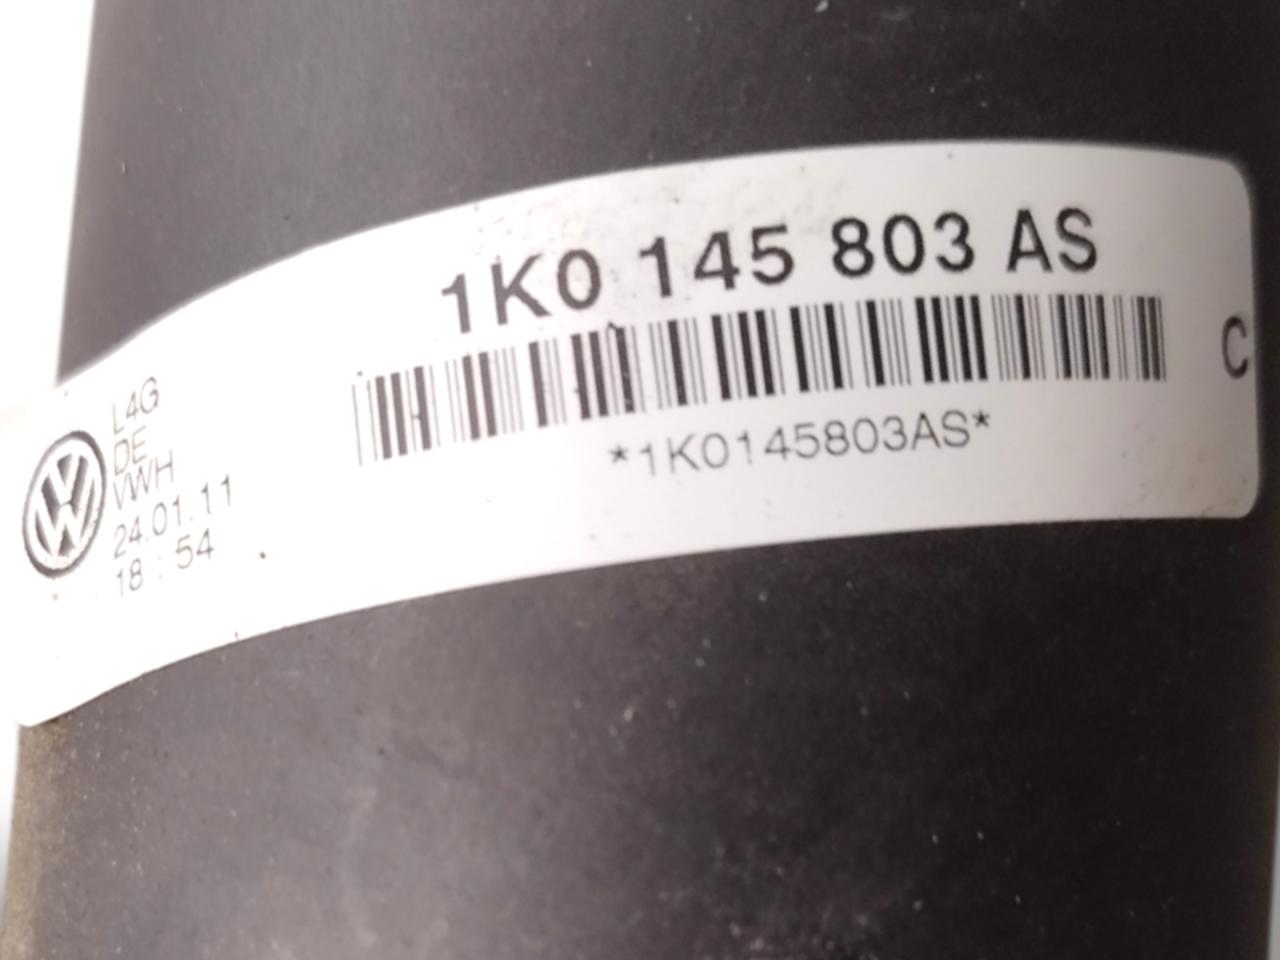 1K0 145 803 AS
C
*1K0145803AS*
L4G
DE
VWH
24.01.11
18 : 54